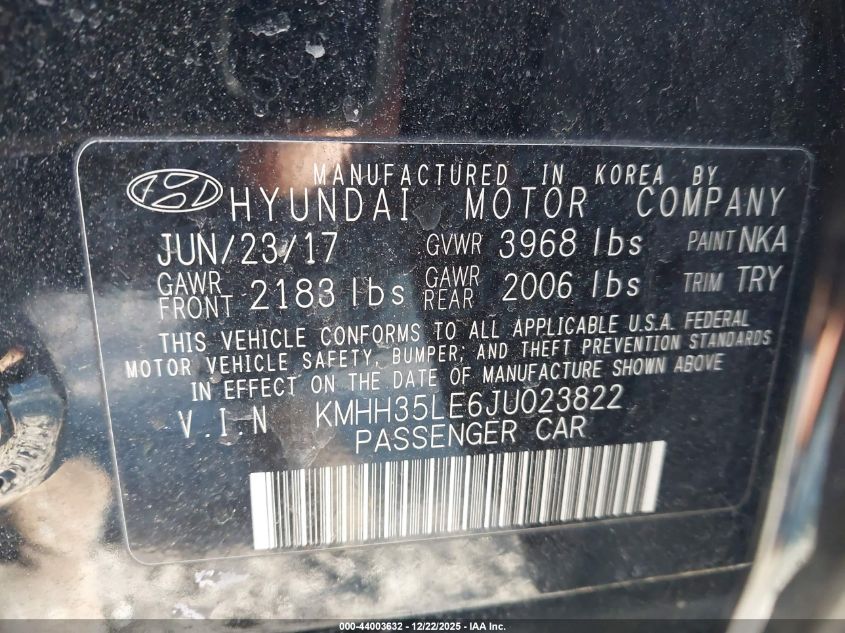 MANUFACTURED IN KOREA BY
HYUNDAI MOTOR COMPANY
JUN/23/17 GVWR 3968 lbs PAINT NKA
GAWR FRONT 2183 lbs GAWR REAR 2006 lbs TRIM TRY
THIS VEHICLE CONFORMS TO ALL APPLICABLE U.S.A. FEDERAL
MOTOR VEHICLE SAFETY, BUMPER, AND THEFT PREVENTION STANDARDS
IN EFFECT ON THE DATE OF MANUFACTURE SHOWN ABOVE
V.I.N KMHH35LE6JU023822
PASSENGER CAR
000-44003632 - 12/22/2025 - IAA Inc.